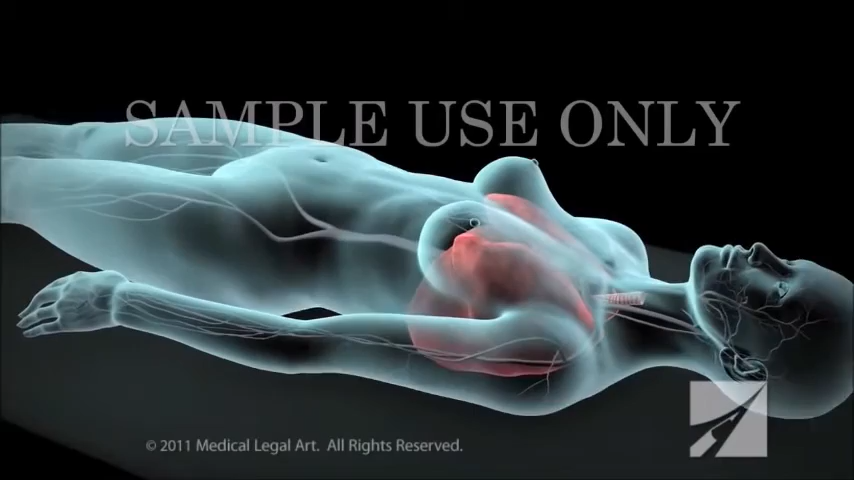 SAMPLE USE ONLY
© 2011 Medical Legal Art. All Rights Reserved.